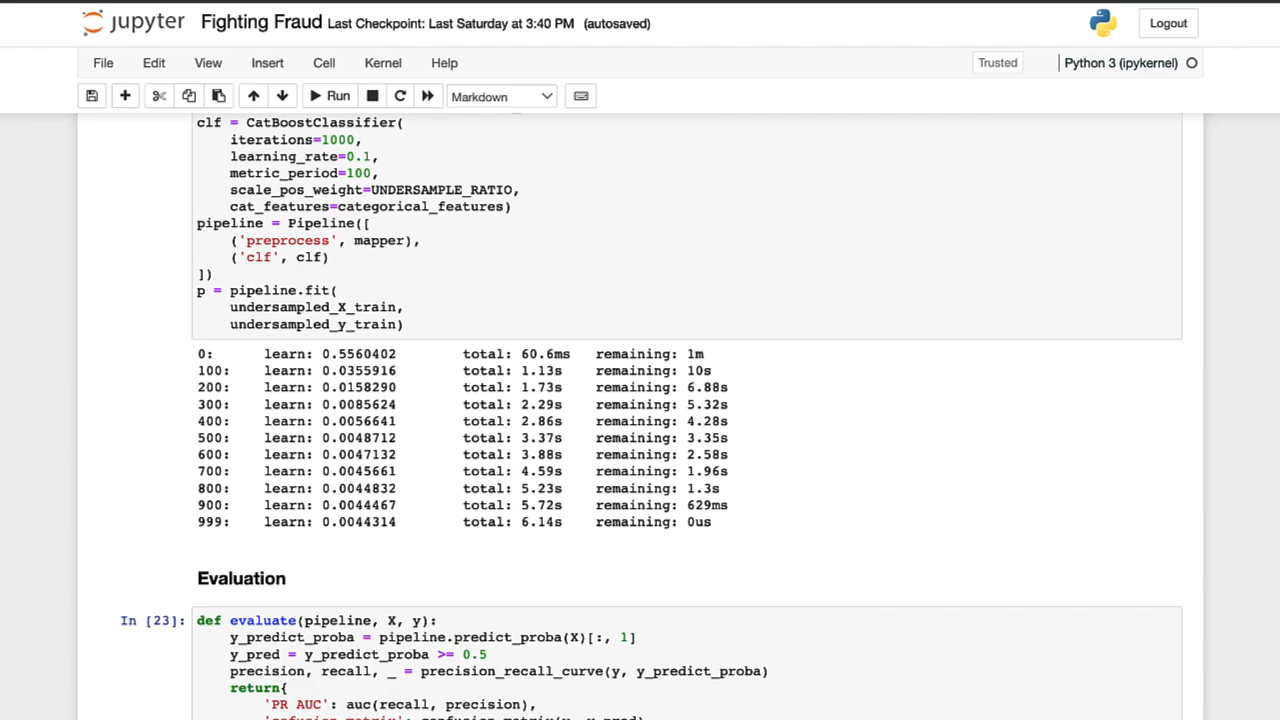 jupyter Fighting Fraud Last Checkpoint: Last Saturday at 3:40 PM (autosaved) Logout
File Edit View Insert Cell Kernel Help Trusted Python 3 (ipykernel)
Run Markdown
clf = CatBoostClassifier(
iterations=1000,
learning_rate=0.1,
metric_period=100,
scale_pos_weight=UNDERSAMPLE_RATIO,
cat_features=categorical_features)
pipeline = Pipeline([
('preprocess', mapper),
('clf', clf)
])
p = pipeline.fit(
undersampled_X_train,
undersampled_y_train)
0: learn: 0.5560402 total: 60.6ms remaining: 1m
100: learn: 0.0355916 total: 1.13s remaining: 10s
200: learn: 0.0158290 total: 1.73s remaining: 6.88s
300: learn: 0.0085624 total: 2.29s remaining: 5.32s
400: learn: 0.0056641 total: 2.86s remaining: 4.28s
500: learn: 0.0048712 total: 3.37s remaining: 3.35s
600: learn: 0.0047132 total: 3.88s remaining: 2.58s
700: learn: 0.0045661 total: 4.59s remaining: 1.96s
800: learn: 0.0044832 total: 5.23s remaining: 1.3s
900: learn: 0.0044467 total: 5.72s remaining: 629ms
999: learn: 0.0044314 total: 6.14s remaining: 0us
Evaluation
In [23]: def evaluate(pipeline, X, y):
y_predict_proba = pipeline.predict_proba(X)[:, 1]
y_pred = y_predict_proba >= 0.5
precision, recall, _ = precision_recall_curve(y, y_predict_proba)
return{
'PR AUC': auc(recall, precision),